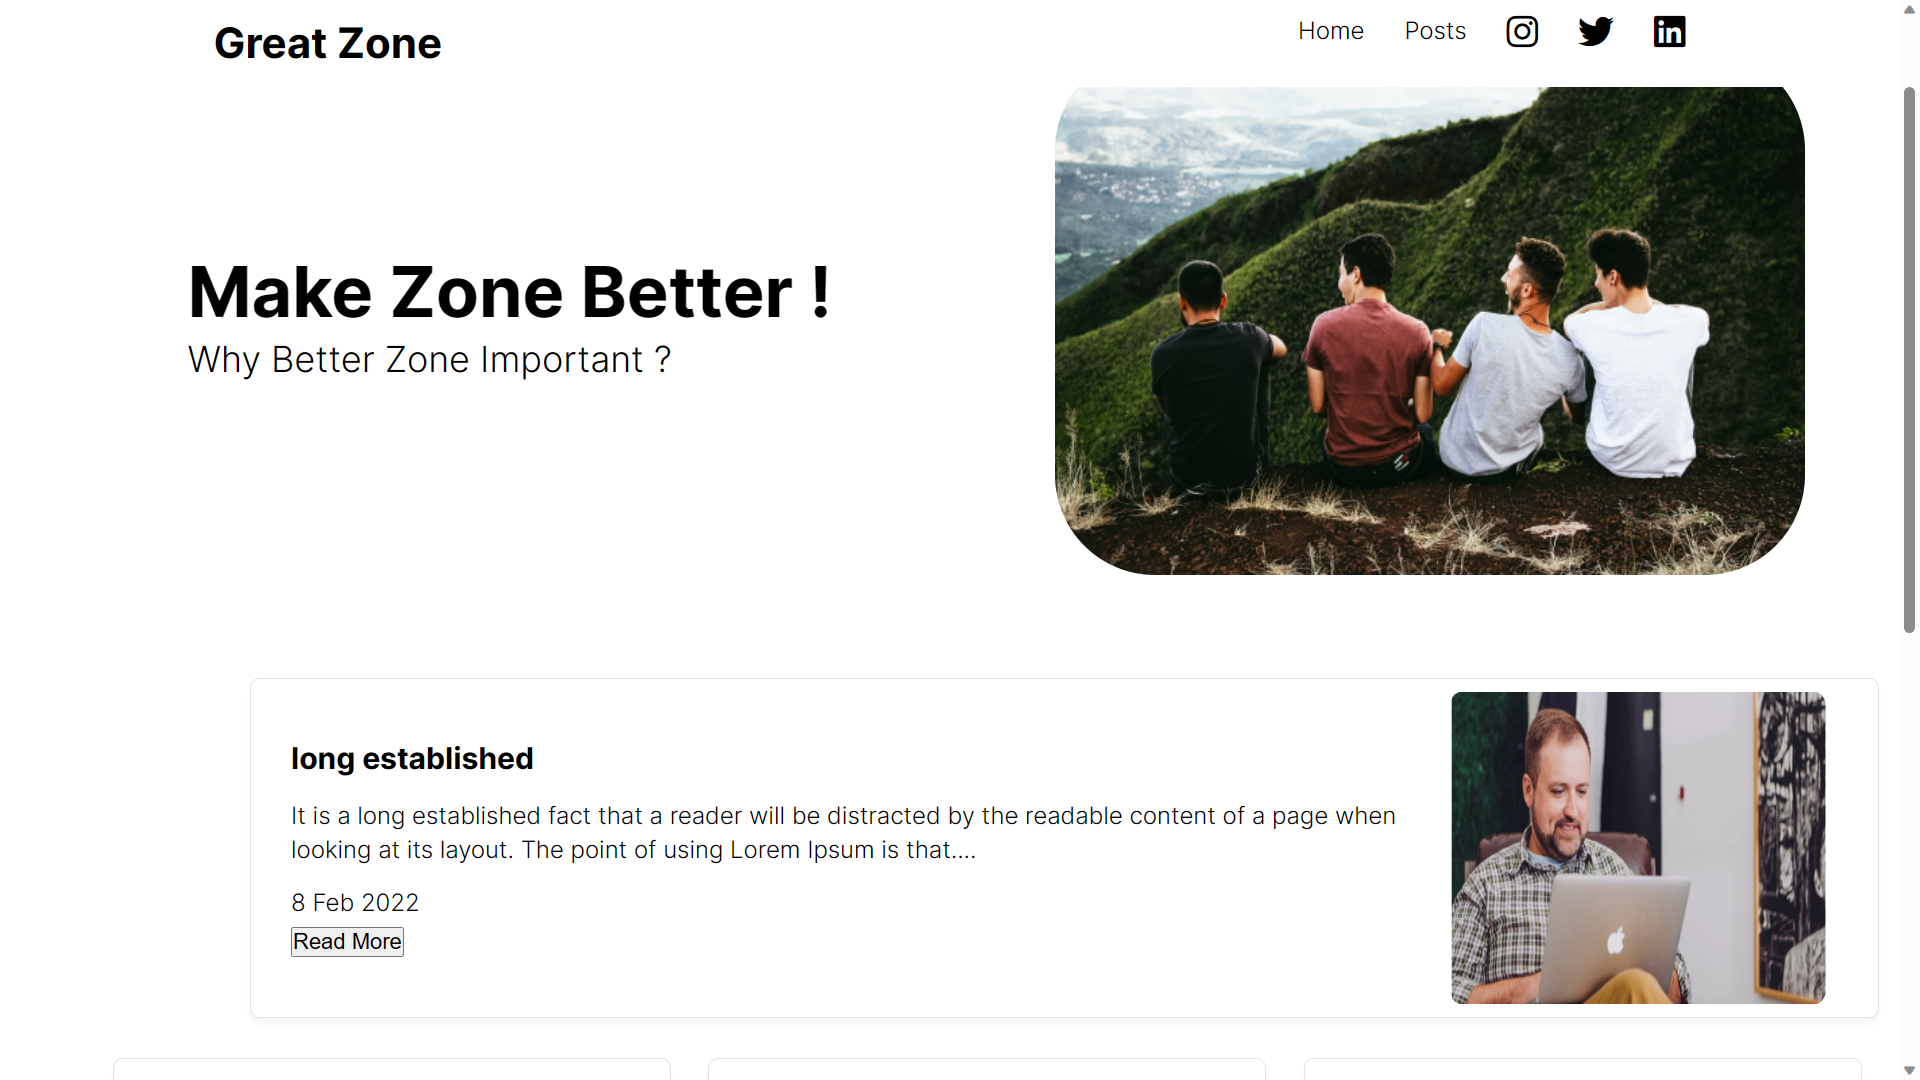 Great Zone
Home
Posts
Make Zone Better !
Why Better Zone Important ?
long established
It is a long established fact that a reader will be distracted by the readable content of a page when
looking at its layout. The point of using Lorem Ipsum is that....
8 Feb 2022
Read More